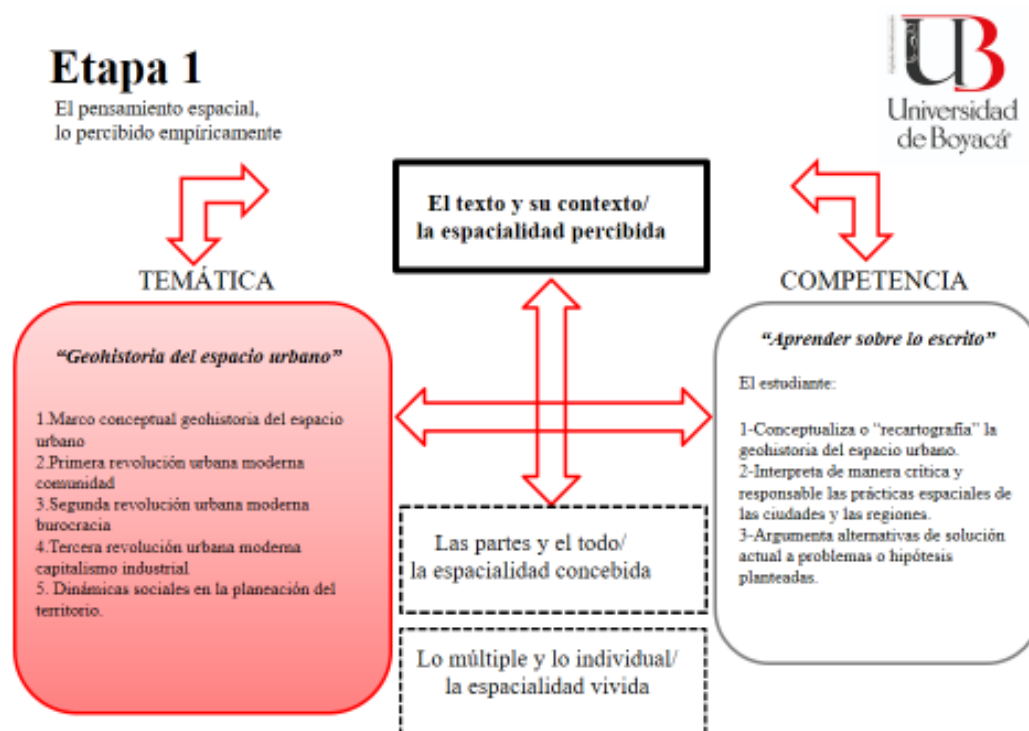 Etapa 1
El pensamiento espacial,
lo percibido empíricamente
UB
Universidad
de Boyacá
El texto y su contexto/
la espacialidad percibida
TEMÁTICA
“Geohistoria del espacio urbano”
1.Marco conceptual geohistoria del espacio
urbano
2.Primera revolución urbana moderna
comunidad
3.Segunda revolución urbana moderna
burocracia
4.Tercera revolución urbana moderna
capitalismo industrial
5. Dinámicas sociales en la planeación del
territorio.
Las partes y el todo/
la espacialidad concebida
Lo múltiple y lo individual/
la espacialidad vivida
COMPETENCIA
“Aprender sobre lo escrito”
El estudiante:
1-Conceptualiza o “recartografía” la
geohistoria del espacio urbano.
2-Interpreta de manera crítica y
responsable las prácticas espaciales de
las ciudades y las regiones.
3-Argumenta alternativas de solución
actual a problemas o hipótesis
planteadas.